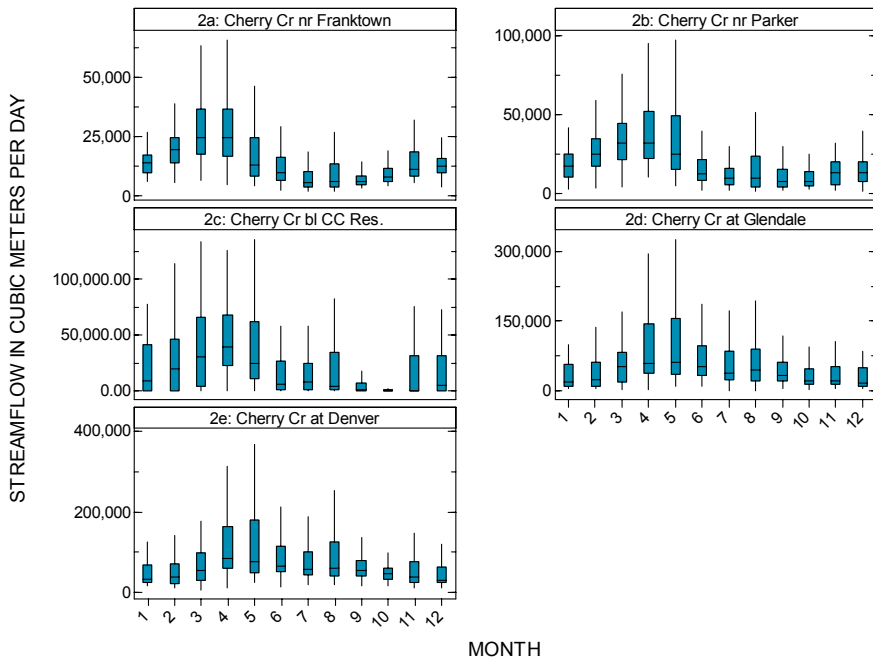 STREAMFLOW IN CUBIC METERS PER DAY
2a: Cherry Cr nr Franktown
50,000
25,000
0
2b: Cherry Cr nr Parker
100,000
50,000
0
2c: Cherry Cr bl CC Res.
100,000.00
50,000.00
0.00
2d: Cherry Cr at Glendale
300,000
150,000
0
1 2 3 4 5 6 7 8 9 10 11 12
2e: Cherry Cr at Denver
400,000
200,000
0
1 2 3 4 5 6 7 8 9 10 11 12
MONTH